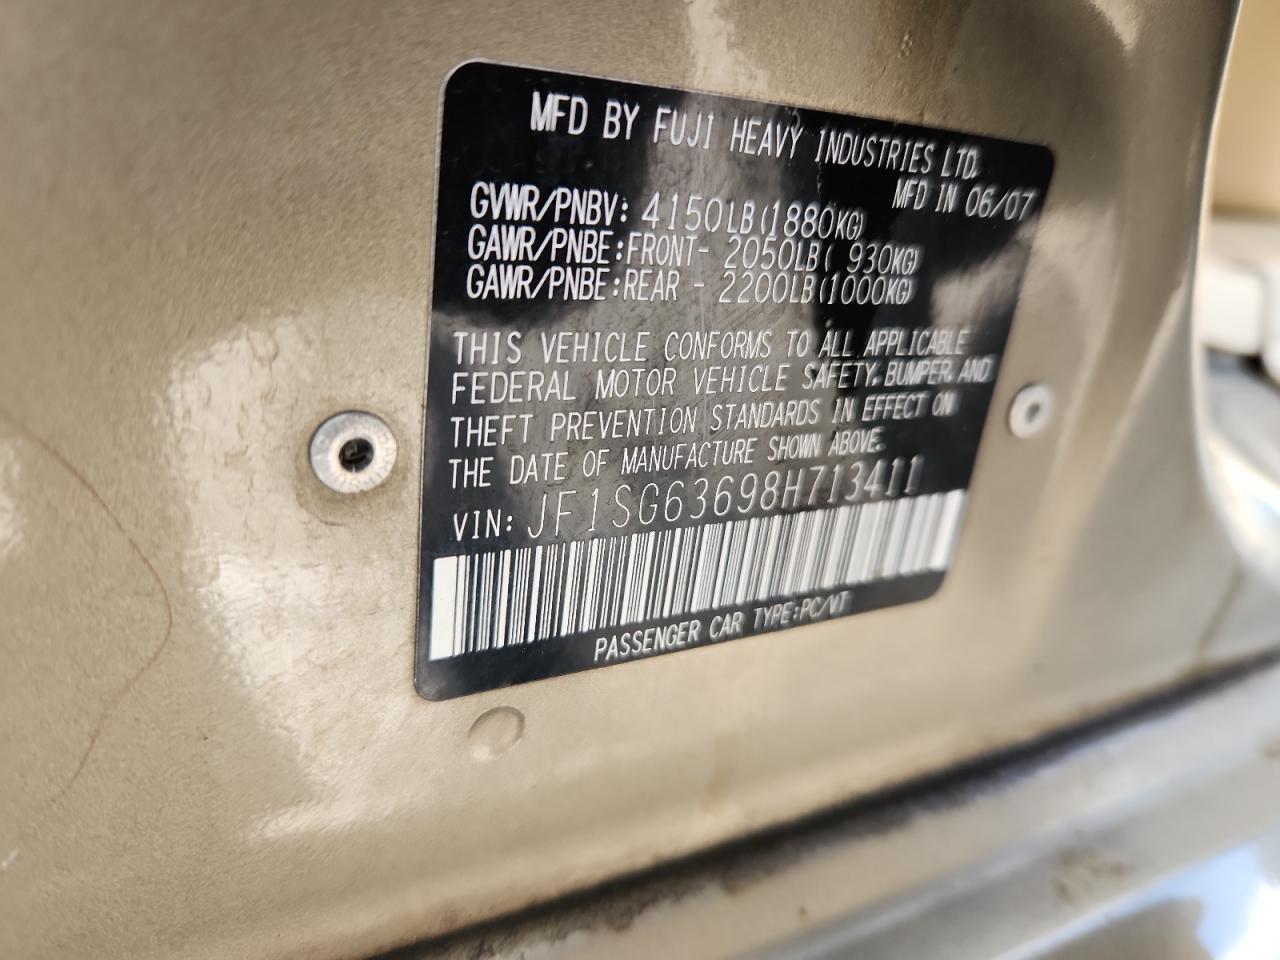 MFD BY FUJI HEAVY INDUSTRIES LTD.
MFD IN 06/07
GVWR/PNBV: 4150LB(1880KG)
GAWR/PNBE:FRONT- 2050LB( 930KG)
GAWR/PNBE:REAR - 2200LB(1000KG)
THIS VEHICLE CONFORMS TO ALL APPLICABLE
FEDERAL MOTOR VEHICLE SAFETY,BUMPER,AND
THEFT PREVENTION STANDARDS IN EFFECT ON
THE DATE OF MANUFACTURE SHOWN ABOVE.
VIN: JF1SG63698H713411
PASSENGER CAR TYPE:PC/VT